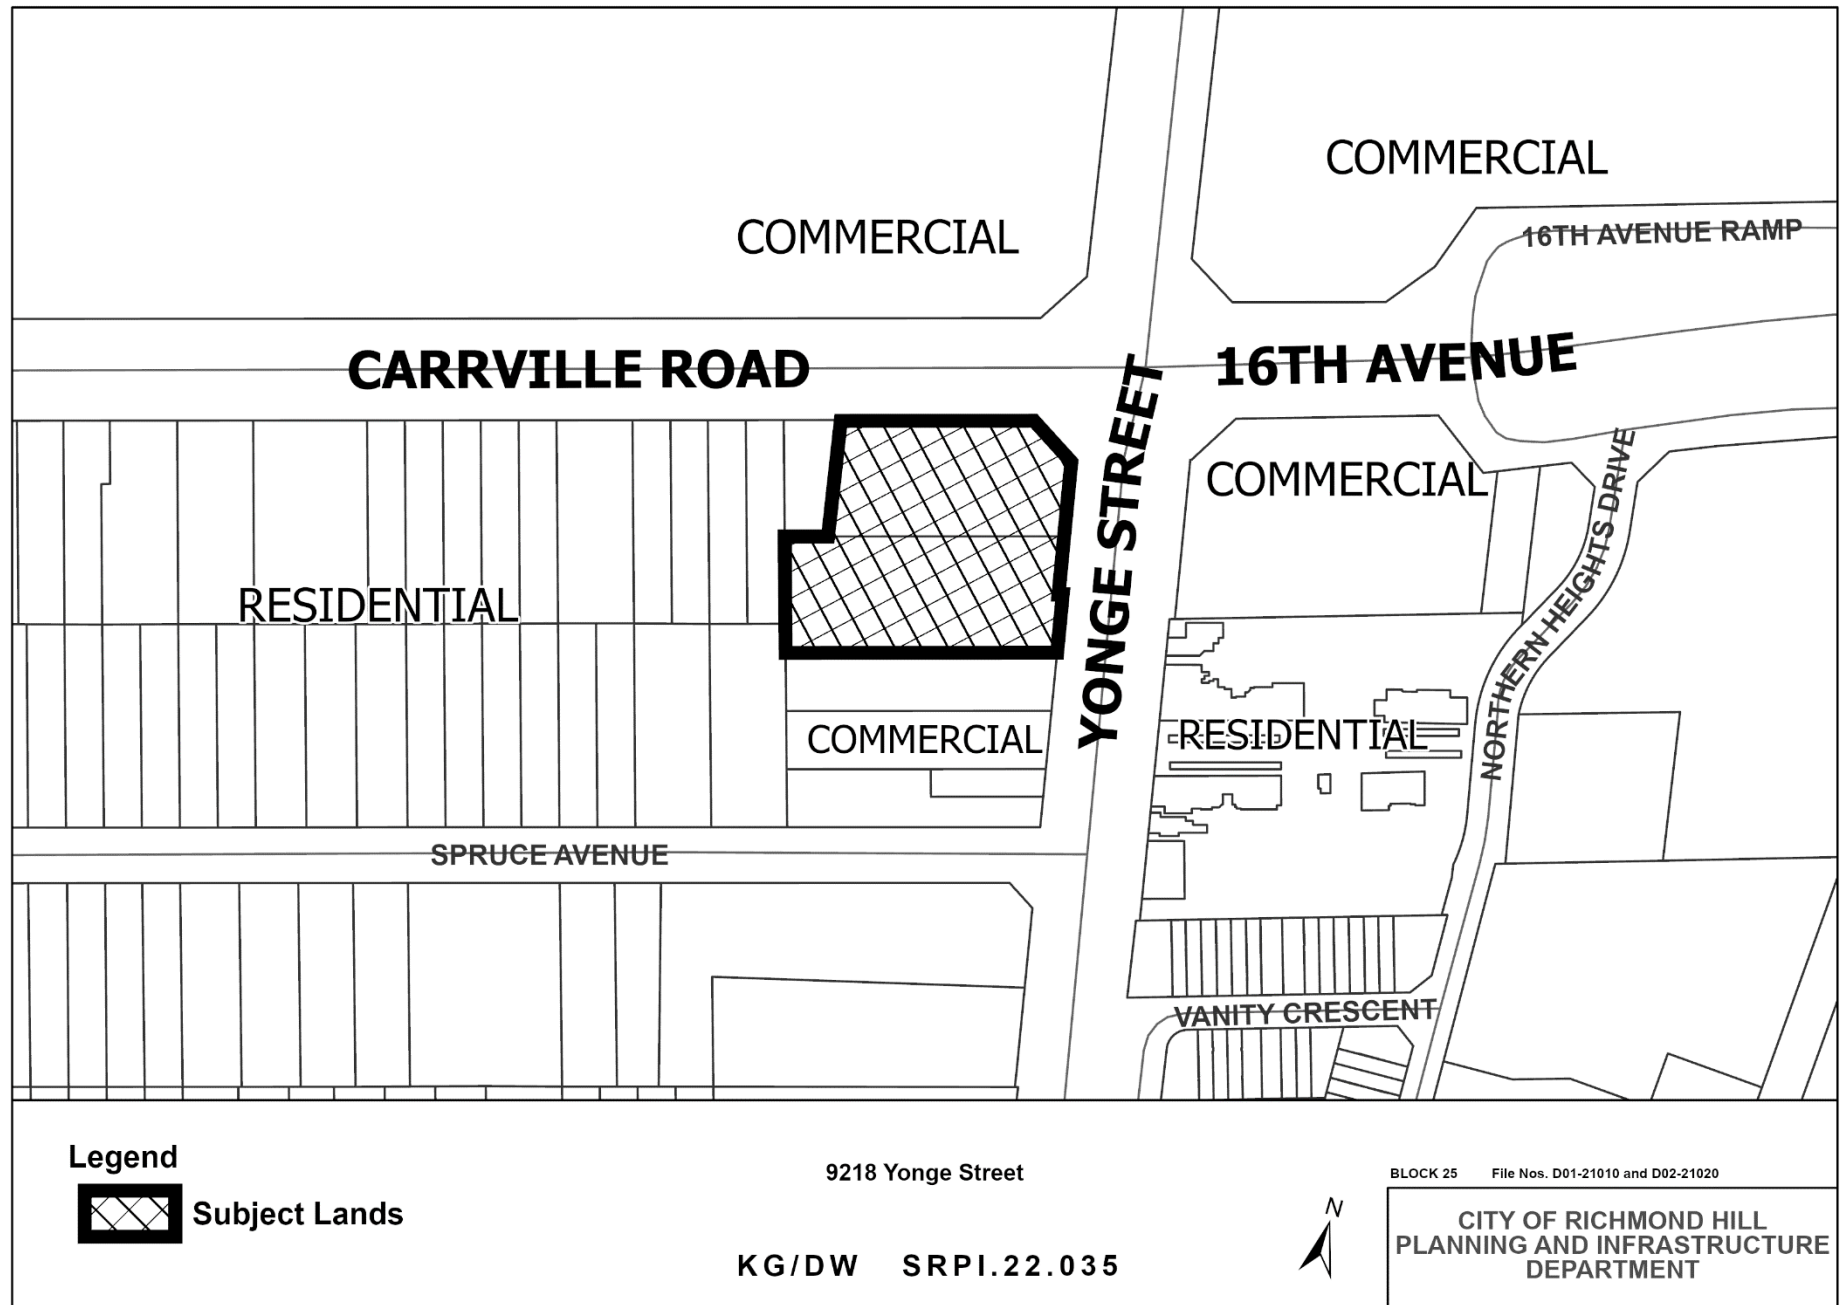 COMMERCIAL
COMMERCIAL
16TH AVENUE RAMP
CARRVILLE ROAD
16TH AVENUE
YONGE STREET
COMMERCIAL
NORTHERN HEIGHTS DRIVE
RESIDENTIAL
COMMERCIAL
RESIDENTIAL
SPRUCE AVENUE
VANITY CRESCENT
Legend
Subject Lands
9218 Yonge Street
KG/DW SRPI.22.035
N
BLOCK 25 File Nos. D01-21010 and D02-21020
CITY OF RICHMOND HILL
PLANNING AND INFRASTRUCTURE
DEPARTMENT